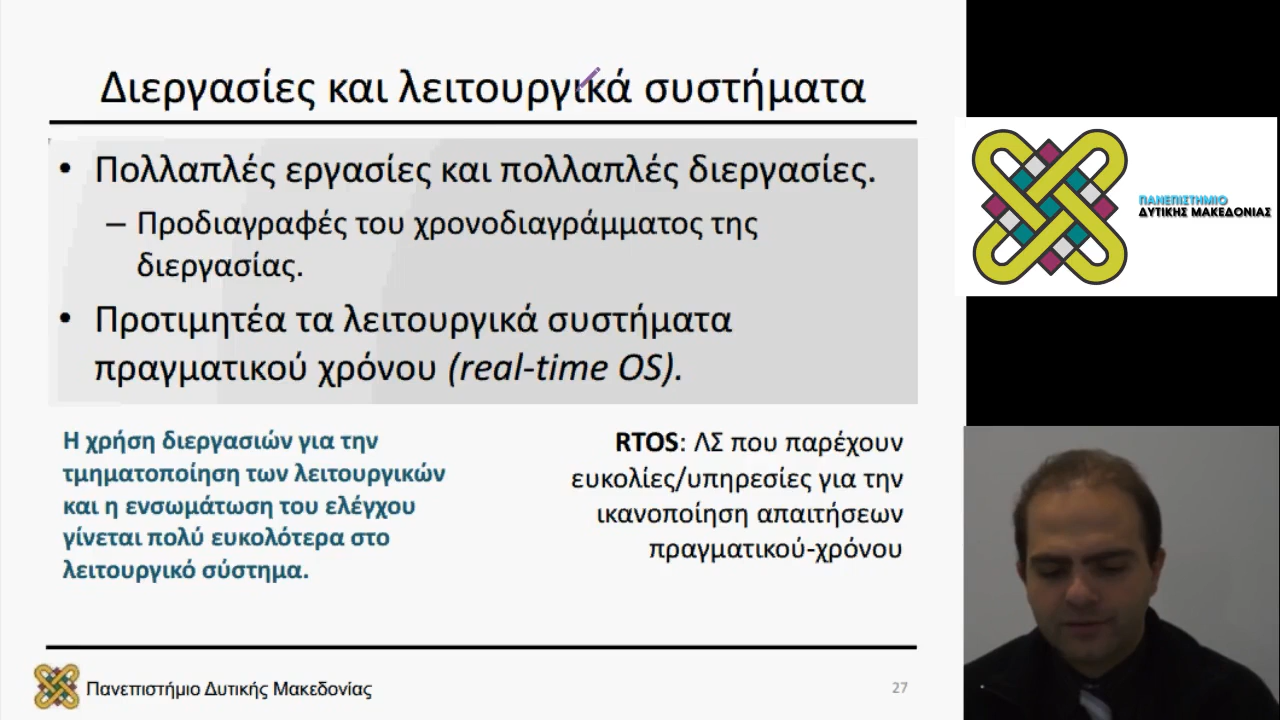 Διεργασίες και λειτουργικά συστήματα
• Πολλαπλές εργασίες και πολλαπλές διεργασίες.
– Προδιαγραφές του χρονοδιαγράμματος της
διεργασίας.
• Προτιμητέα τα λειτουργικά συστήματα
πραγματικού χρόνου (real-time OS).
Η χρήση διεργασιών για την
τμηματοποίηση των λειτουργικών
και η ενσωμάτωση του ελέγχου
γίνεται πολύ ευκολότερα στο
λειτουργικό σύστημα.
RTOS: ΛΣ που παρέχουν
ευκολίες/υπηρεσίες για την
ικανοποίηση απαιτήσεων
πραγματικού-χρόνου
Πανεπιστήμιο Δυτικής Μακεδονίας
27
ΠΑΝΕΠΙΣΤΗΜΙΟ
ΔΥΤΙΚΗΣ ΜΑΚΕΔΟΝΙΑΣ